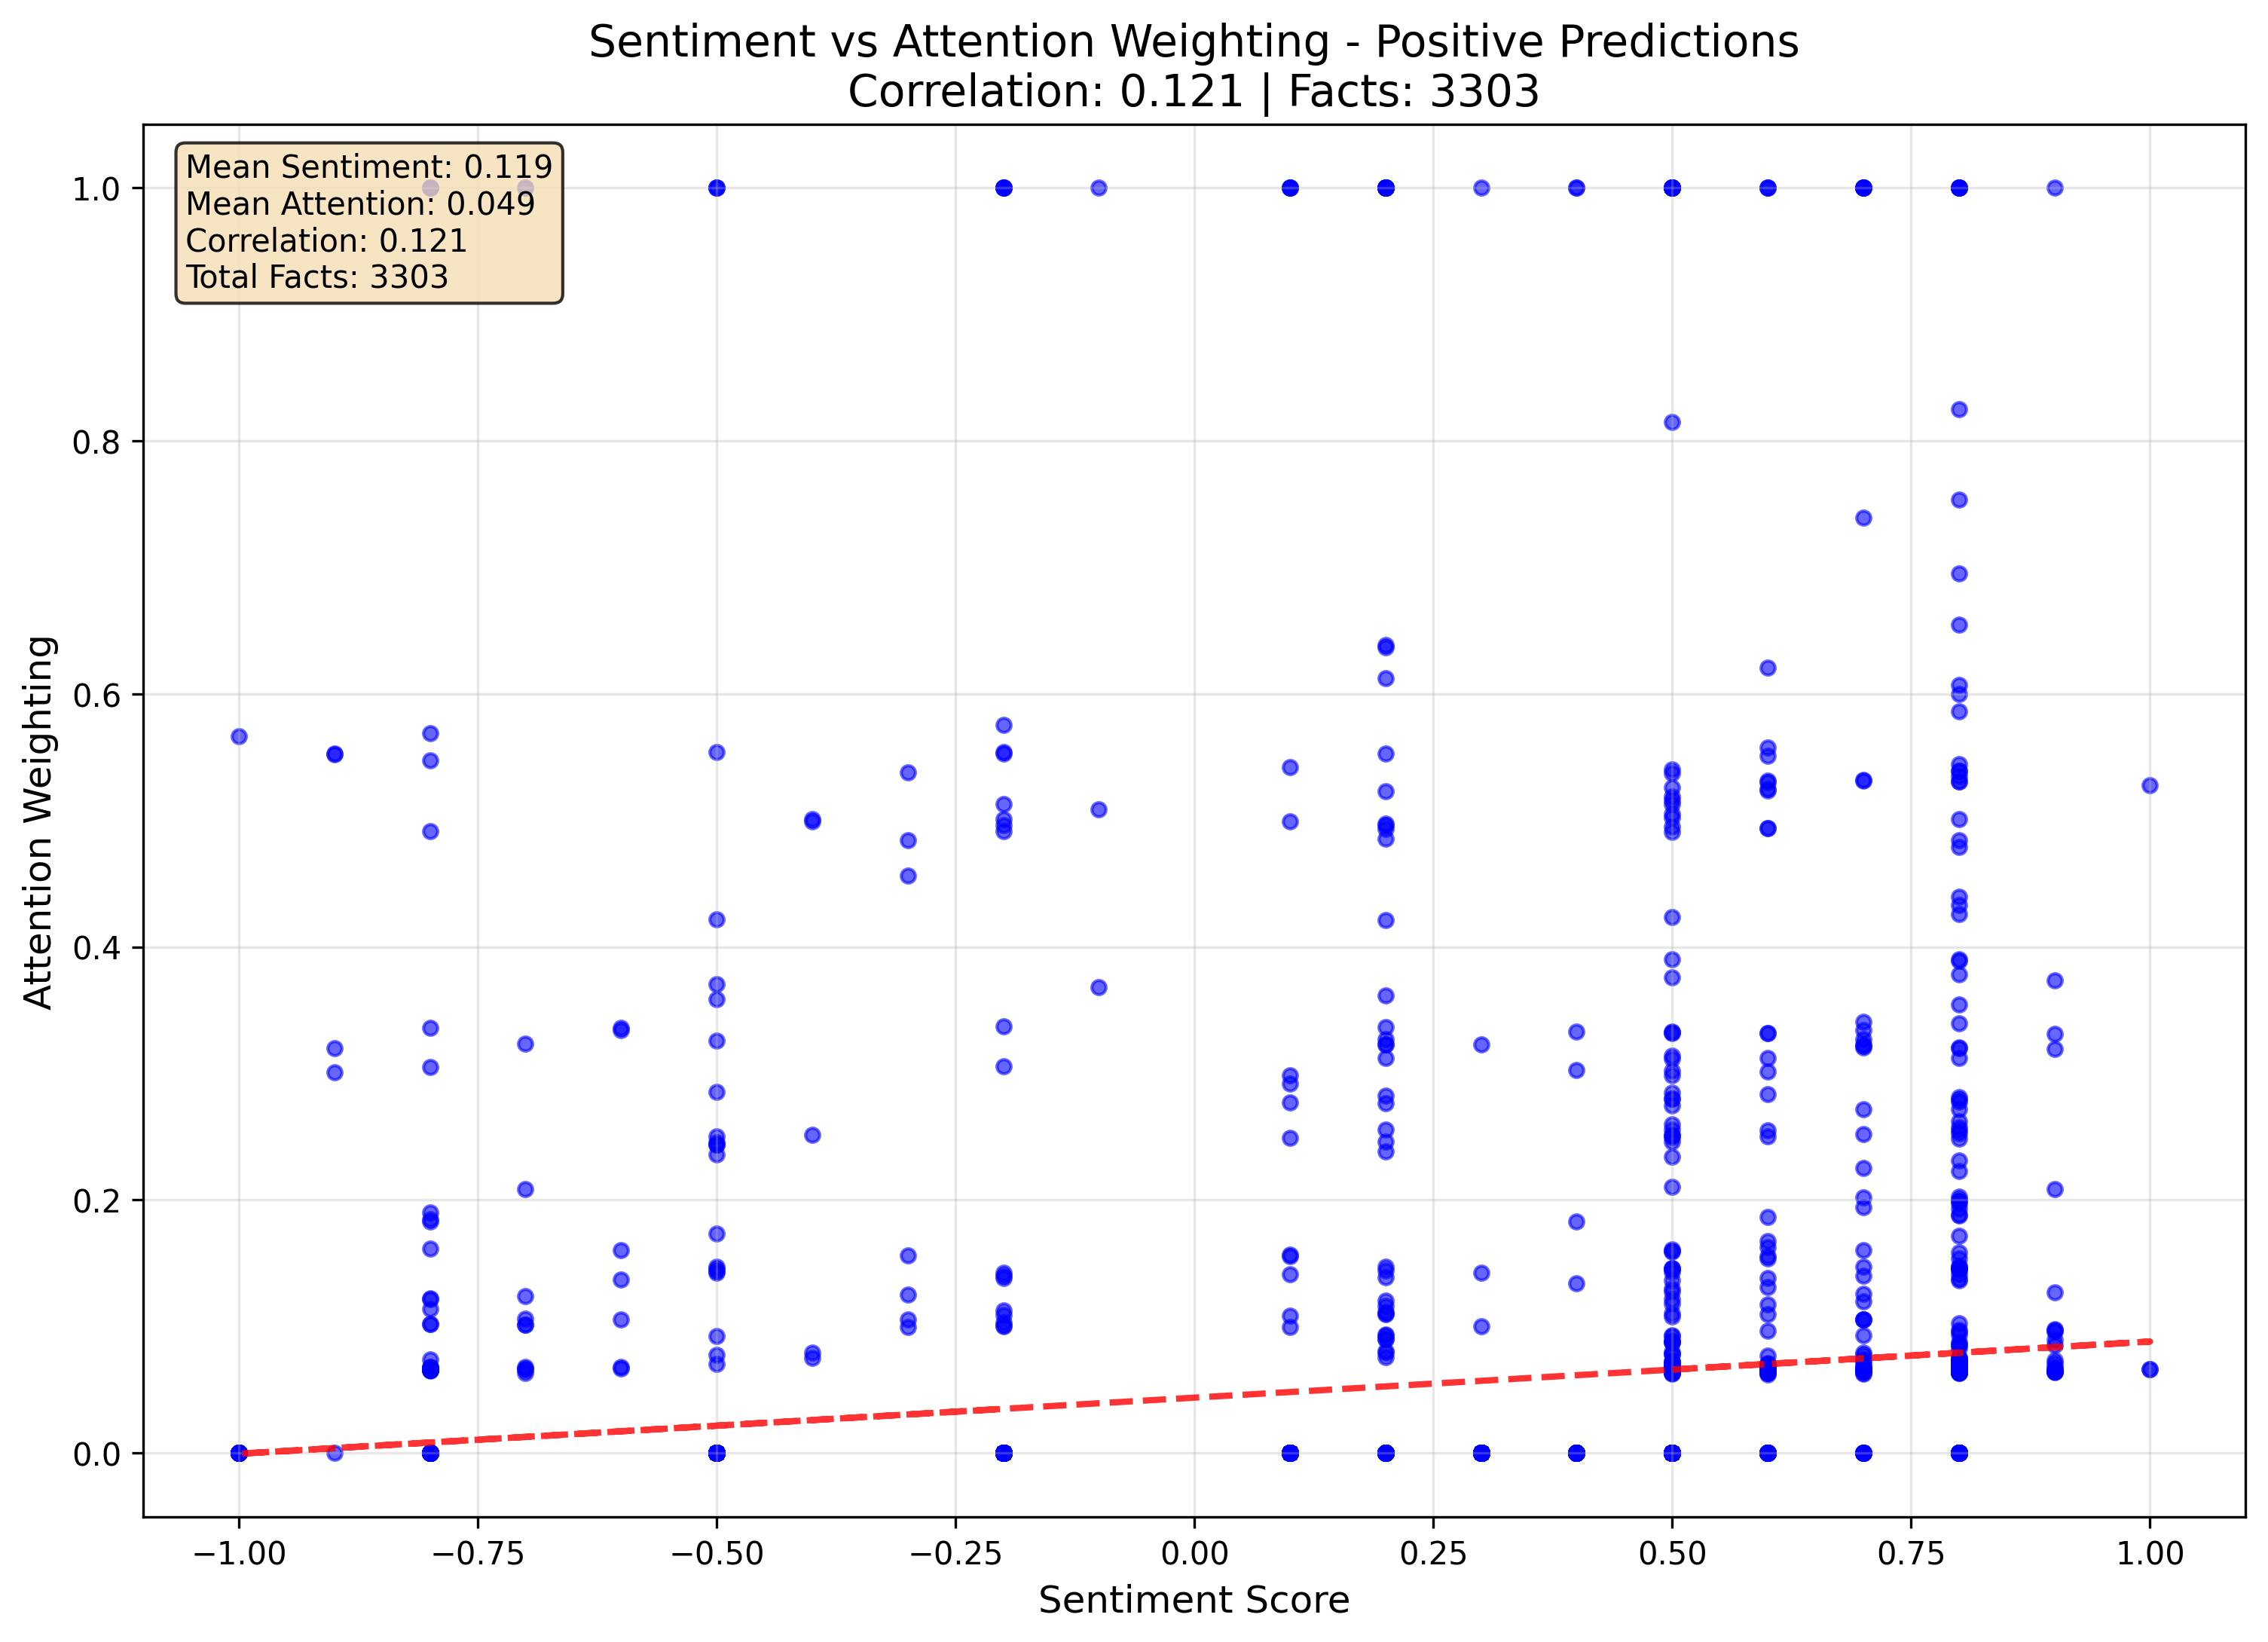 Sentiment vs Attention Weighting - Positive Predictions
Correlation: 0.121 | Facts: 3303
Mean Sentiment: 0.119
Mean Attention: 0.049
Correlation: 0.121
Total Facts: 3303
1.0
0.8
0.6
0.4
0.2
0.0
Attention Weighting
−1.00 −0.75 −0.50 −0.25 0.00 0.25 0.50 0.75 1.00
Sentiment Score